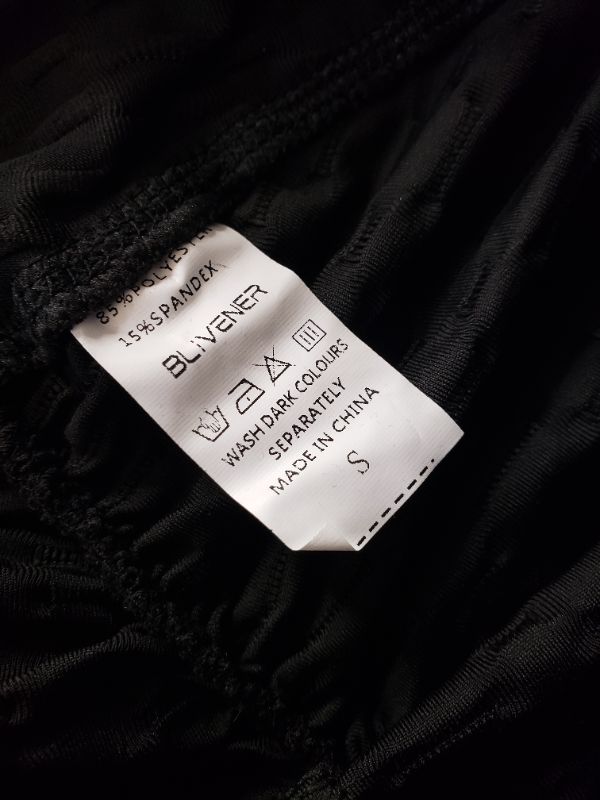 85% POLYESTER
15%SPANDEX
BLIVENER
WASH DARK COLOURS
SEPARATELY
MADE IN CHINA
S